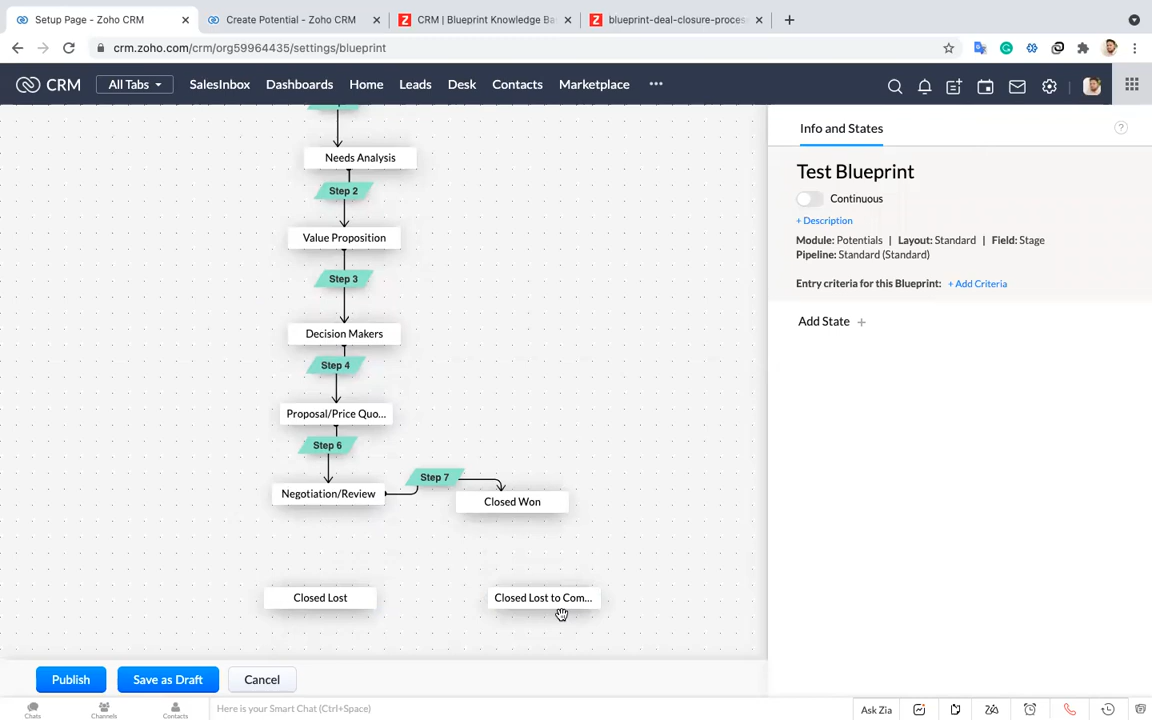 Setup Page - Zoho CRM
Create Potential - Zoho CRM
CRM | Blueprint Knowledge Ba
blueprint-deal-closure-proces
crm.zoho.com/crm/org59964435/settings/blueprint
CRM
All Tabs
SalesInbox
Dashboards
Home
Leads
Desk
Contacts
Marketplace
Needs Analysis
Step 2
Value Proposition
Step 3
Decision Makers
Step 4
Proposal/Price Quo...
Step 6
Step 7
Negotiation/Review
Closed Won
Closed Lost
Closed Lost to Com...
Info and States
?
Test Blueprint
Continuous
+ Description
Module: Potentials | Layout: Standard | Field: Stage
Pipeline: Standard (Standard)
Entry criteria for this Blueprint: + Add Criteria
Add State +
Publish
Save as Draft
Cancel
Chats
Channels
Contacts
Here is your Smart Chat (Ctrl+Space)
Ask Zia